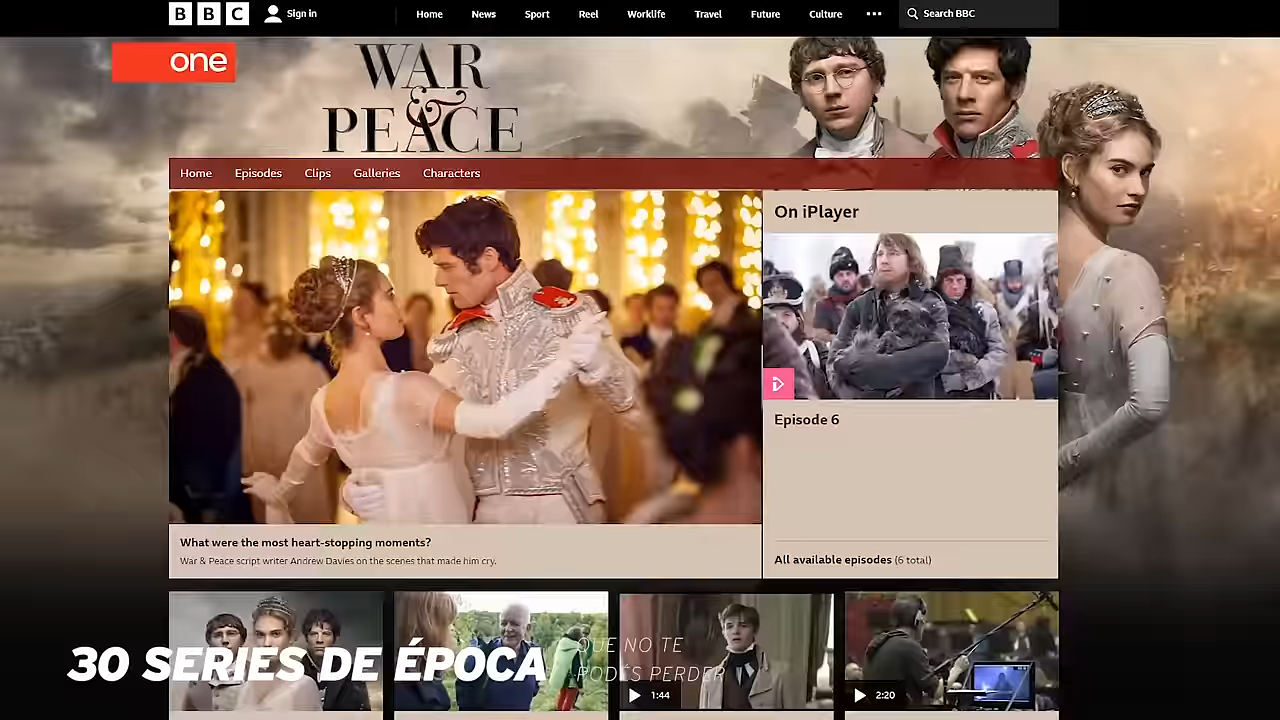 BBC Sign in Home News Sport Reel Worklife Travel Future Culture Search BBC
one
WAR
&
PEACE
Home Episodes Clips Galleries Characters
On iPlayer
Episode 6
What were the most heart-stopping moments?
War & Peace script writer Andrew Davies on the scenes that made him cry.
All available episodes (6 total)
30 SERIES DE ÉPOCA
QUE NO TE
PODÉS PERDER
1:44
2:20